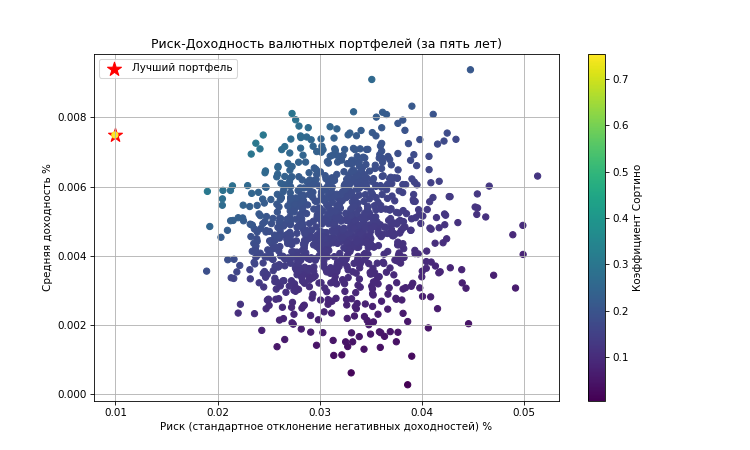 Риск-Доходность валютных портфелей (за пять лет)
Лучший портфель
Средняя доходность %
0.008
0.006
0.004
0.002
0.000
0.01 0.02 0.03 0.04 0.05
Риск (стандартное отклонение негативных доходностей) %
0.7
0.6
0.5
0.4
0.3
0.2
0.1
Коэффициент Сортино